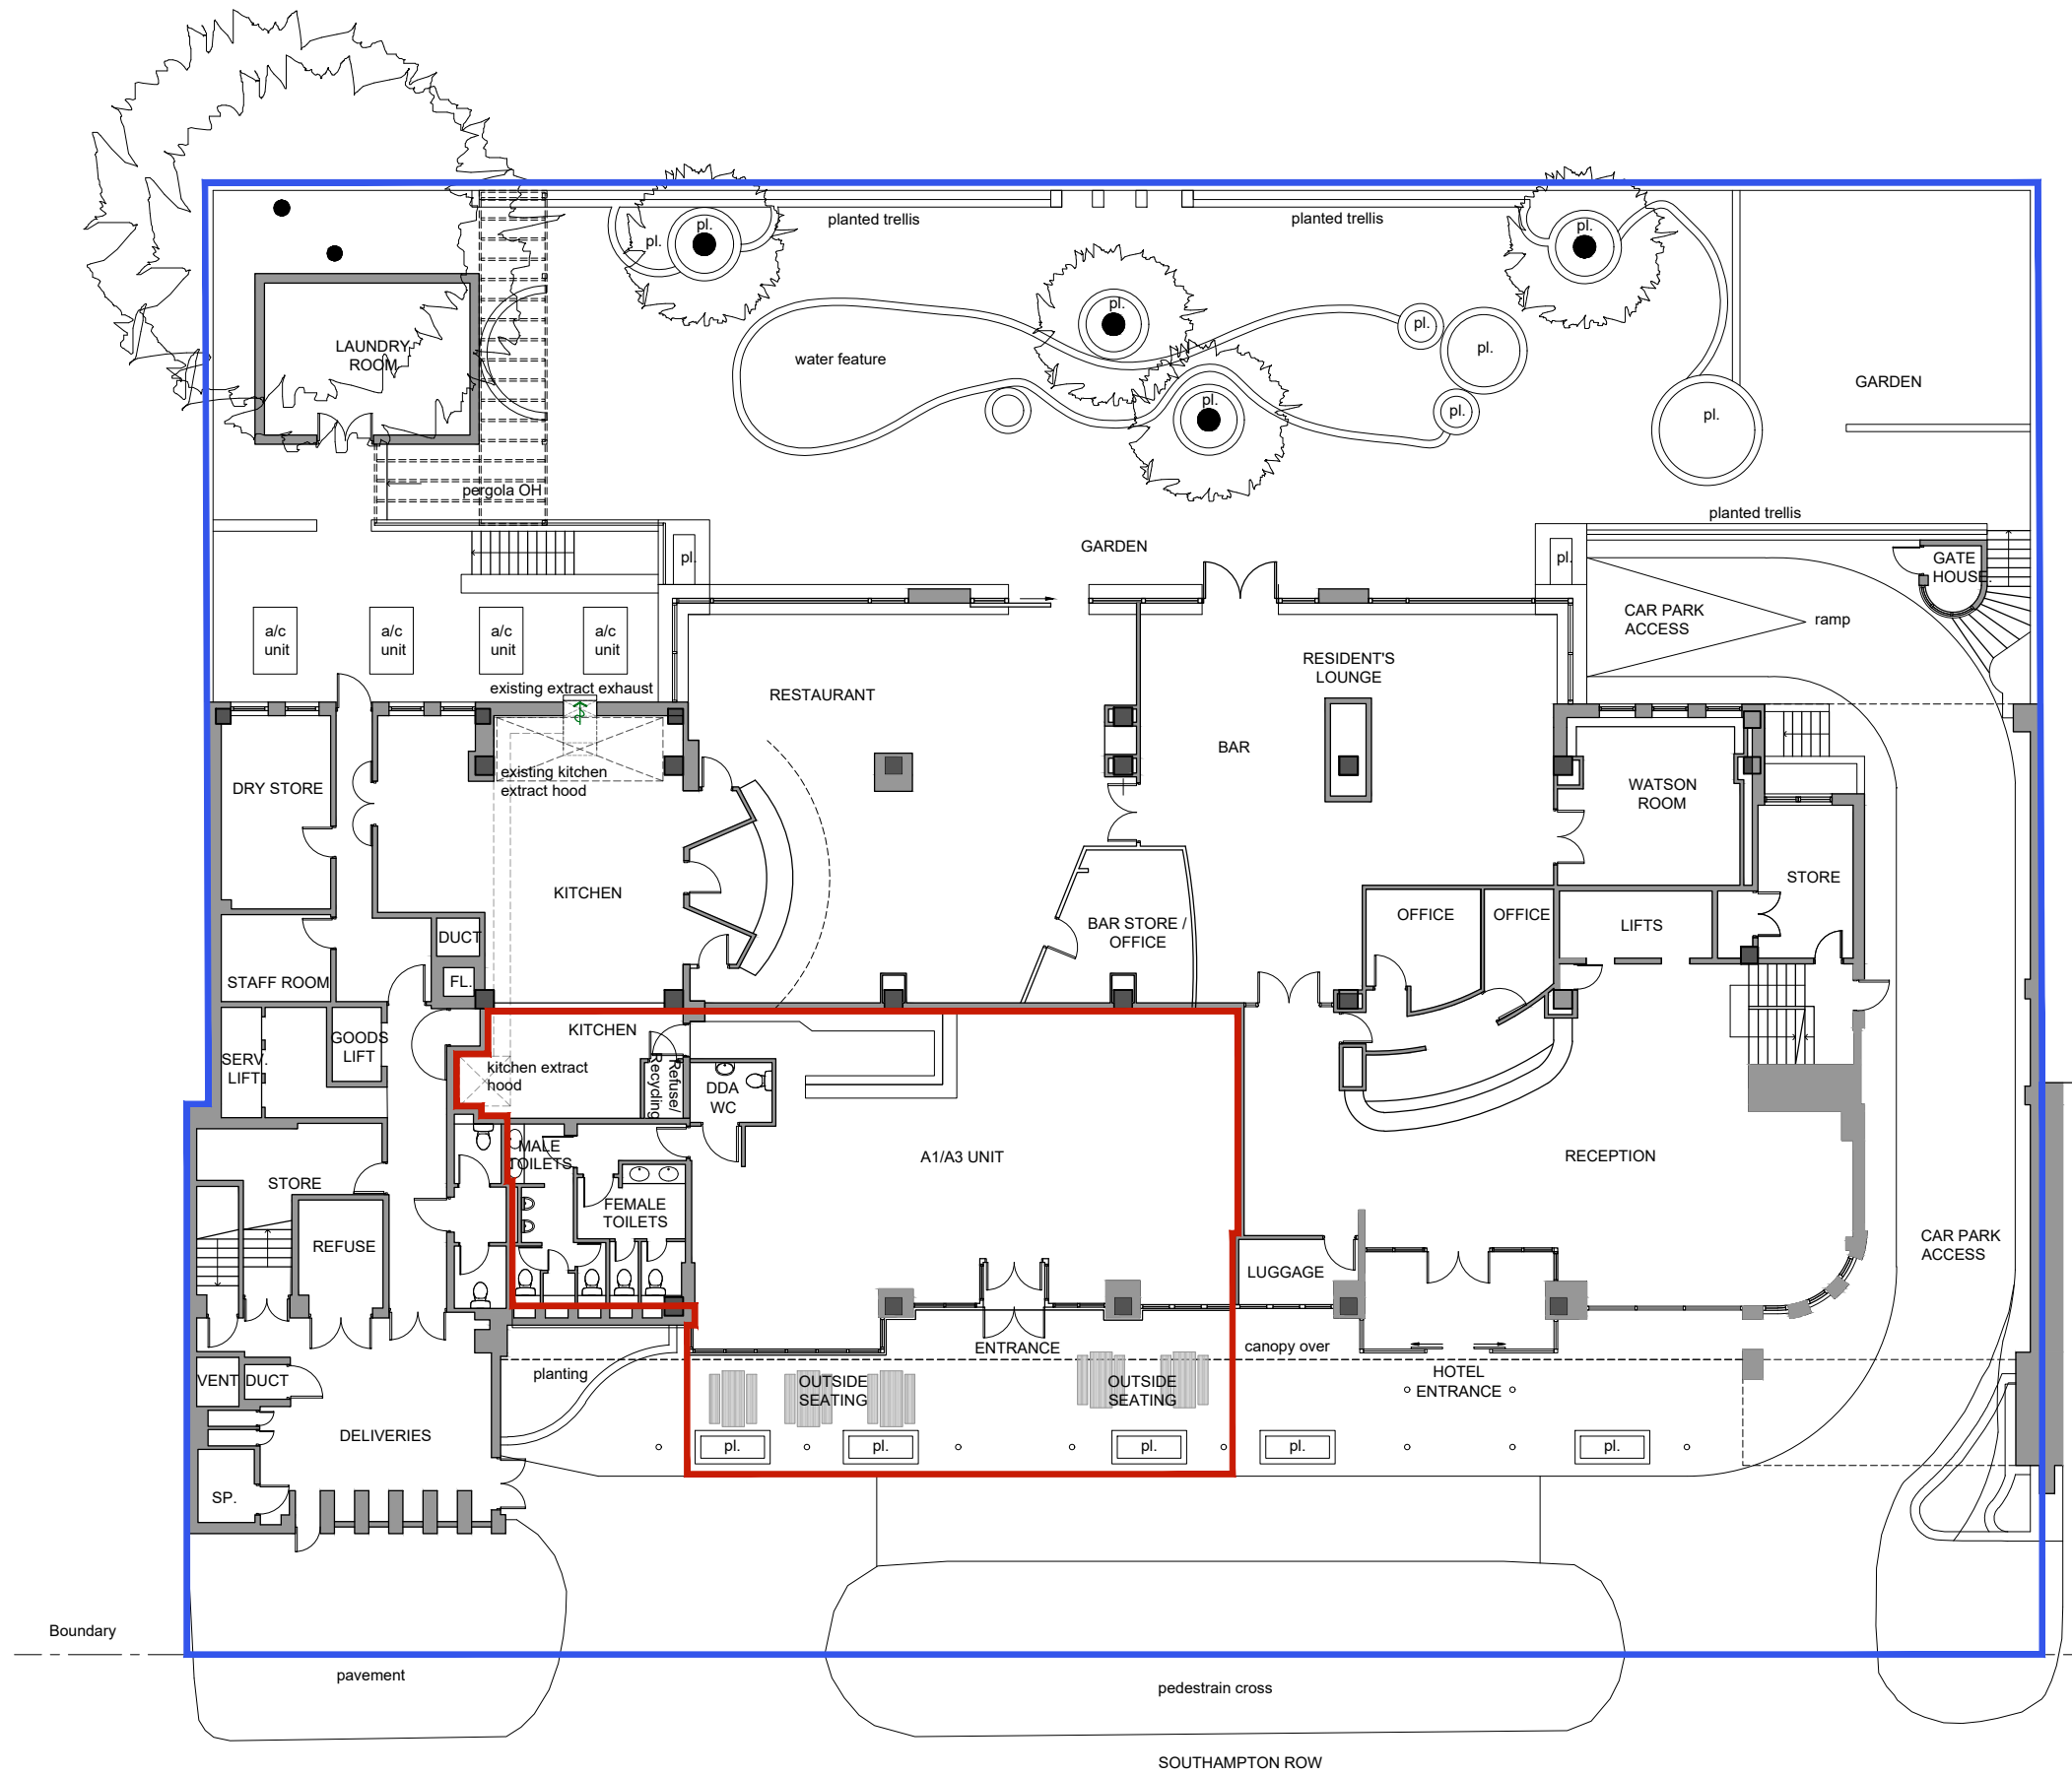 pl.
pl.
planted trellis
planted trellis
pl.
pl.
pl.
LAUNDRY
ROOM
water feature
pl.
GARDEN
pl.
pl.
pl.
pergola OH
planted trellis
GARDEN
pl.
pl.
GATE
HOUSE.
CAR PARK
ACCESS
ramp
a/c
unit
a/c
unit
a/c
unit
a/c
unit
existing extract exhaust
RESTAURANT
RESIDENT'S
LOUNGE
BAR
existing kitchen
extract hood
DRY STORE
WATSON
ROOM
KITCHEN
STORE
OFFICE
OFFICE
LIFTS
BAR STORE /
OFFICE
DUCT
STAFF ROOM
FL.
KITCHEN
GOODS
LIFT
SERV.
LIFT
kitchen extract
hood
Refuse/
Recycling
DDA
WC
MALE
TOILETS
A1/A3 UNIT
RECEPTION
STORE
FEMALE
TOILETS
REFUSE
CAR PARK
ACCESS
LUGGAGE
ENTRANCE
canopy over
planting
VENT
DUCT
OUTSIDE
SEATING
OUTSIDE
SEATING
HOTEL
ENTRANCE
DELIVERIES
pl.
pl.
pl.
pl.
pl.
SP.
Boundary
pavement
pedestrain cross
SOUTHAMPTON ROW